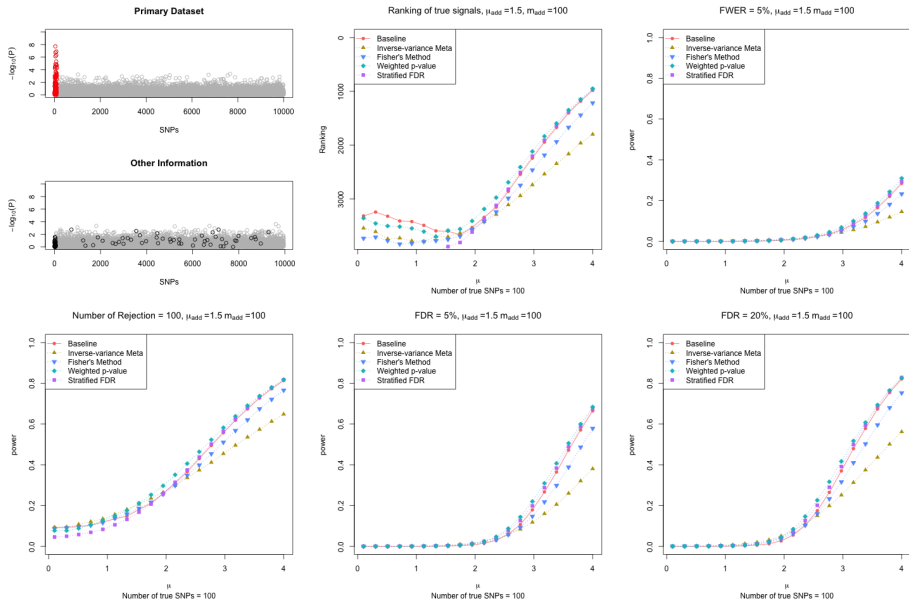 Primary Dataset
−log₁₀(P)
8
6
4
2
0
0 2000 4000 6000 8000 10000
SNPs
Other Information
−log₁₀(P)
8
6
4
2
0
0 2000 4000 6000 8000 10000
SNPs
Ranking of true signals, μadd =1.5, madd=100
Baseline
Inverse-variance Meta
Fisher's Method
Weighted p-value
Stratified FDR
Ranking
0
1000
2000
3000
0 1 2 3 4
μ
Number of true SNPs = 100
FWER = 5%, μadd =1.5 madd=100
Baseline
Inverse-variance Meta
Fisher's Method
Weighted p-value
Stratified FDR
power
1.0
0.8
0.6
0.4
0.2
0.0
0 1 2 3 4
μ
Number of true SNPs = 100
Number of Rejection = 100, μadd =1.5 madd=100
Baseline
Inverse-variance Meta
Fisher's Method
Weighted p-value
Stratified FDR
power
1.0
0.8
0.6
0.4
0.2
0.0
0 1 2 3 4
μ
Number of true SNPs = 100
FDR = 5%, μadd =1.5 madd=100
Baseline
Inverse-variance Meta
Fisher's Method
Weighted p-value
Stratified FDR
power
1.0
0.8
0.6
0.4
0.2
0.0
0 1 2 3 4
μ
Number of true SNPs = 100
FDR = 20%, μadd =1.5 madd=100
Baseline
Inverse-variance Meta
Fisher's Method
Weighted p-value
Stratified FDR
power
1.0
0.8
0.6
0.4
0.2
0.0
0 1 2 3 4
μ
Number of true SNPs = 100